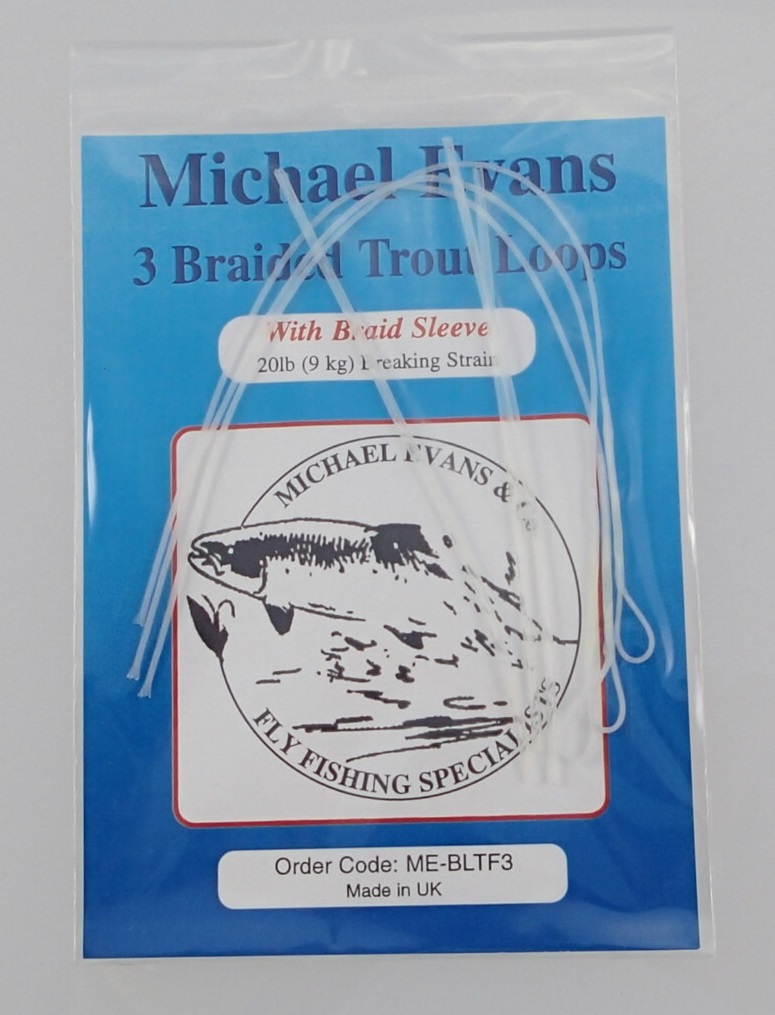 Michael Evans
3 Braided Trout Loops
With Braid Sleeve
20lb (9 kg) Breaking Strain
MICHAEL EVANS & Co
FLY FISHING SPECIALISTS
Order Code: ME-BLTF3
Made in UK